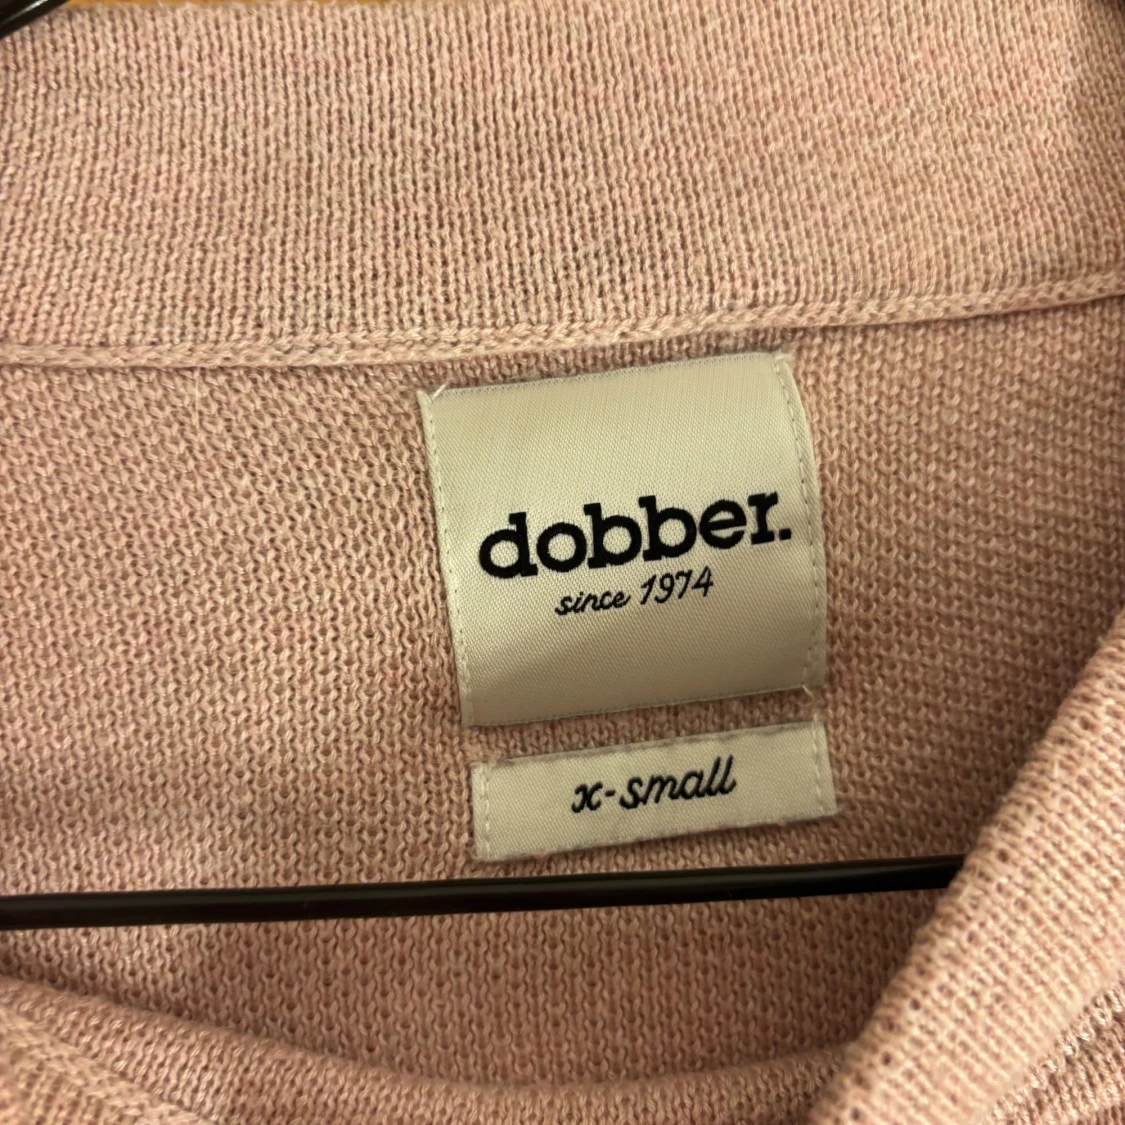 dobber.
since 1974
x-small